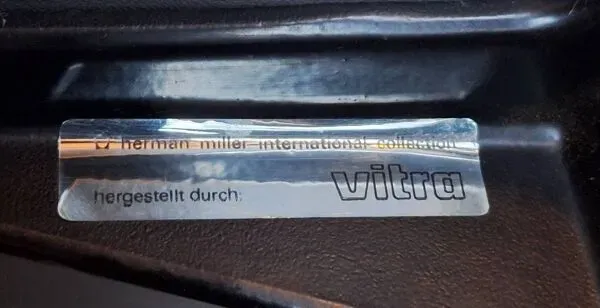 herman miller international collection
hergestellt durch:
vitra